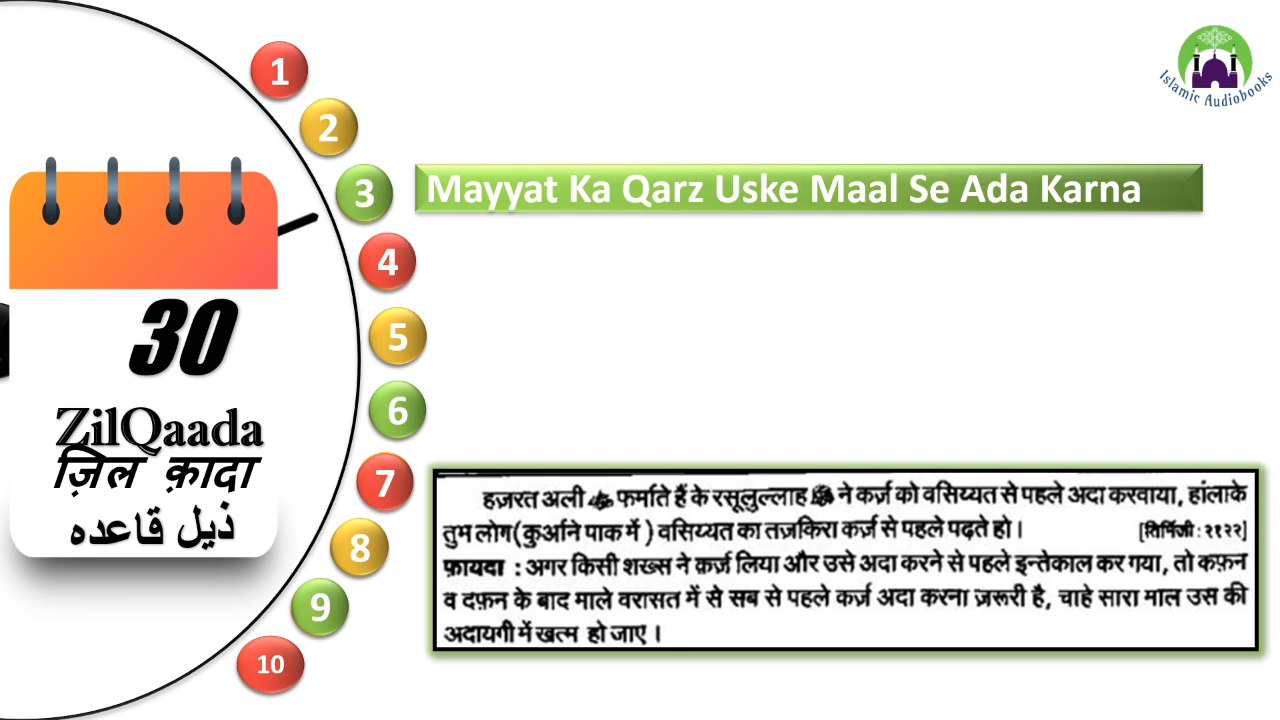 1
2
3
4
5
6
7
8
9
10
Islamic Audiobooks
Mayyat Ka Qarz Uske Maal Se Ada Karna
30
ZilQaada
ज़िल क़ादा
ذیل قاعدہ
हज़रत अली फर्माते हैं के रसूलुल्लाह ने कर्ज़ को वसिय्यत से पहले अदा करवाया, हांलाके
तुम लोग (कुर्आने पाक में ) वसिय्यत का तज़किरा कर्ज़ से पहले पढ़ते हो। [तिर्मिज़ी : २१२२]
फ़ायदा : अगर किसी शख्स ने क़र्ज़ लिया और उसे अदा करने से पहले इन्तेकाल कर गया, तो कफ़न
व दफ़न के बाद माले वरासत में से सब से पहले कर्ज़ अदा करना ज़रूरी है, चाहे सारा माल उस की
अदायगी में खत्म हो जाए।